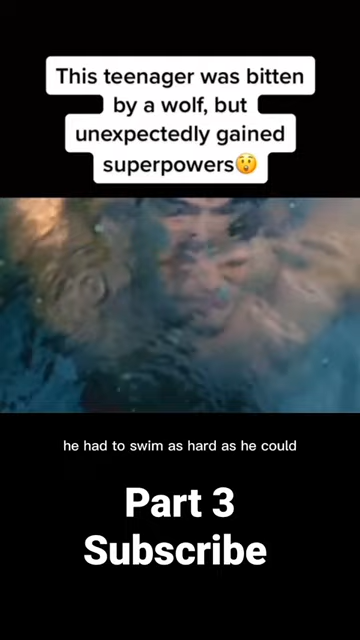 This teenager was bitten
by a wolf, but
unexpectedly gained
superpowers😲
he had to swim as hard as he could
Part 3
Subscribe